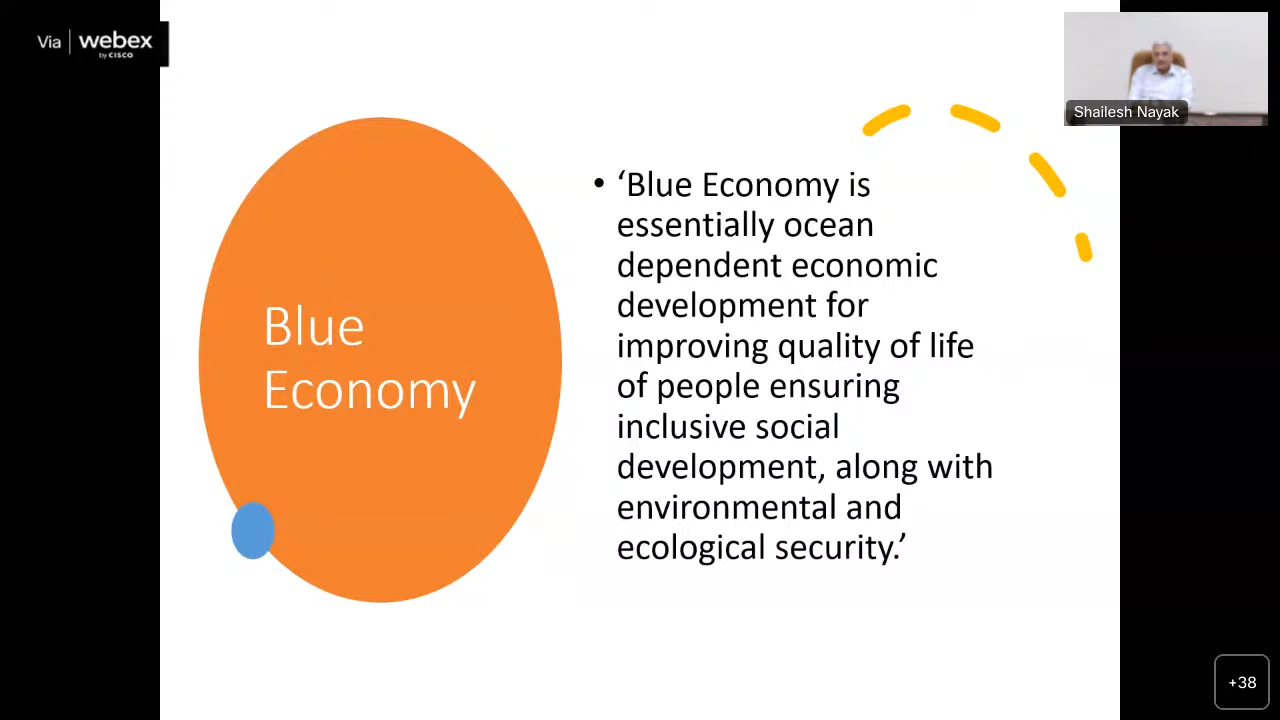 Via webex
by CISCO
Shailesh Nayak
Blue
Economy
• ‘Blue Economy is
essentially ocean
dependent economic
development for
improving quality of life
of people ensuring
inclusive social
development, along with
environmental and
ecological security.’
+38